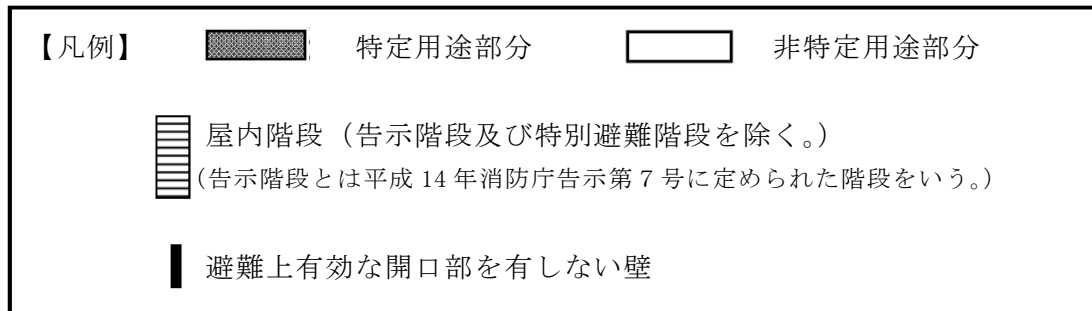 【凡例】 特定用途部分 非特定用途部分
屋内階段（告示階段及び特別避難階段を除く。）
(告示階段とは平成 14 年消防庁告示第 7 号に定められた階段をいう。)
避難上有効な開口部を有しない壁